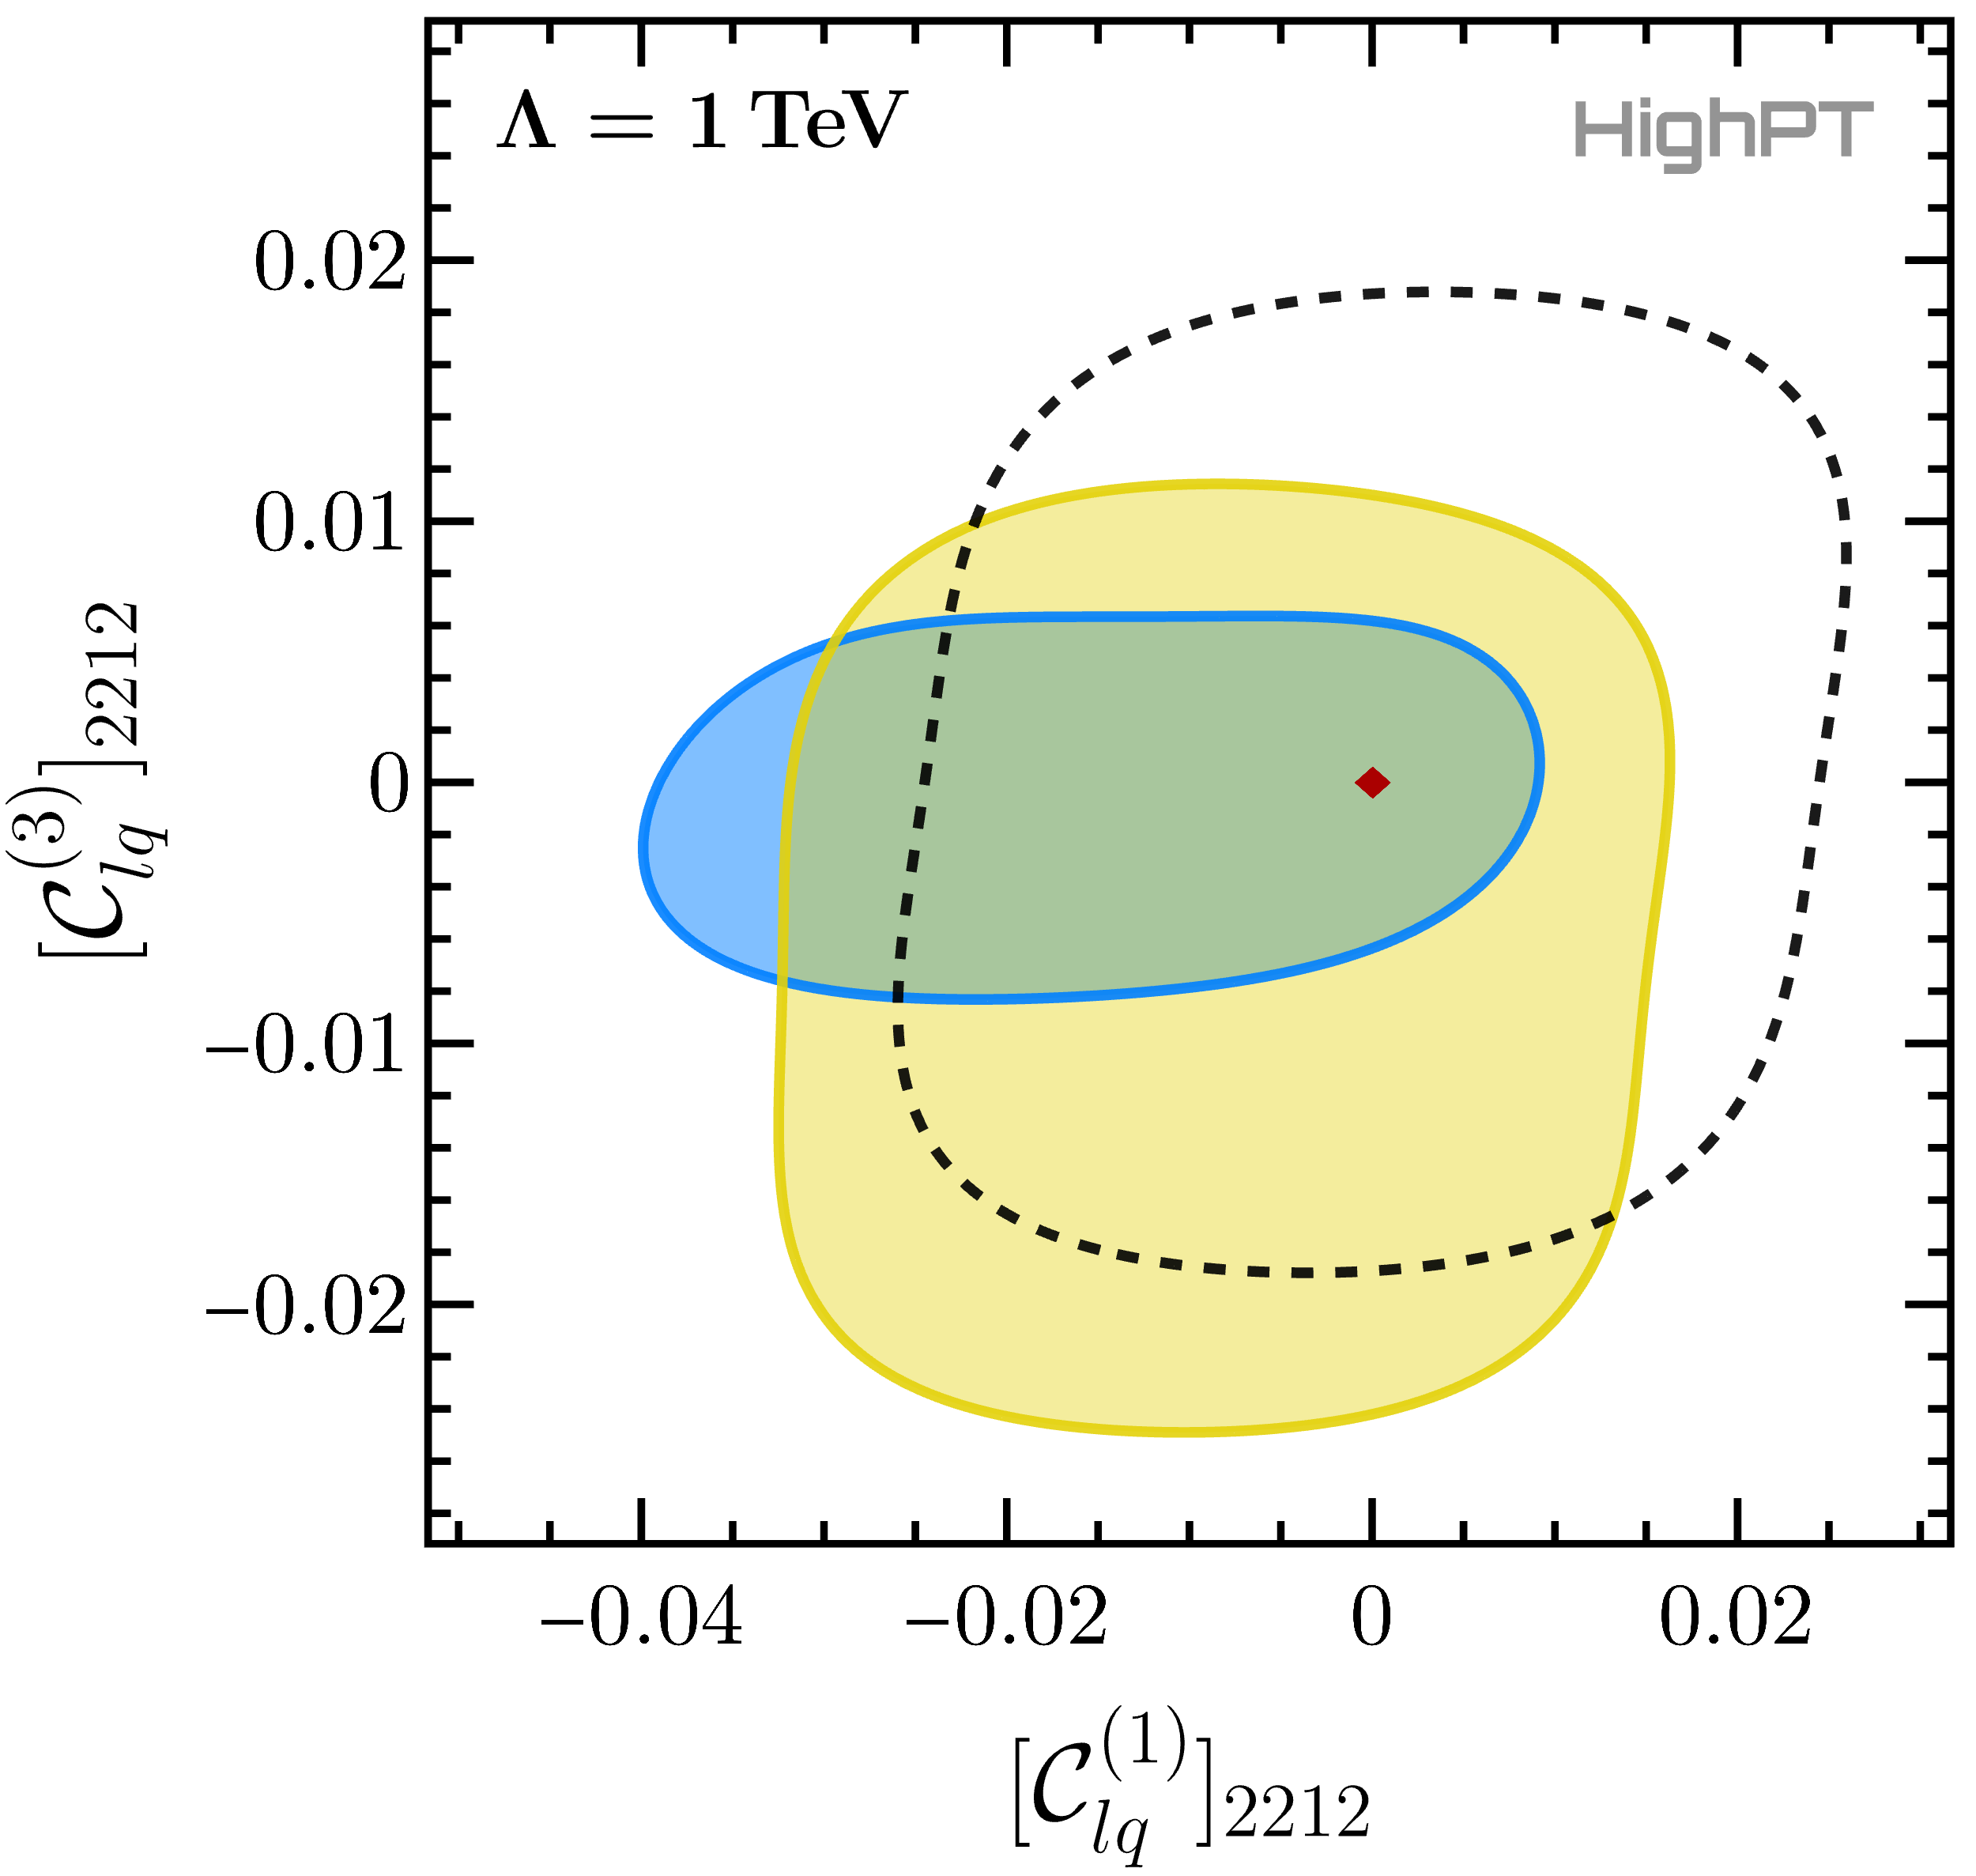 Λ = 1 TeV
HighPT
0.02
0.01
0
−0.01
−0.02
[𝒞_{lq}^{(3)}]_{2212}
−0.04 −0.02 0 0.02
[𝒞_{lq}^{(1)}]_{2212}